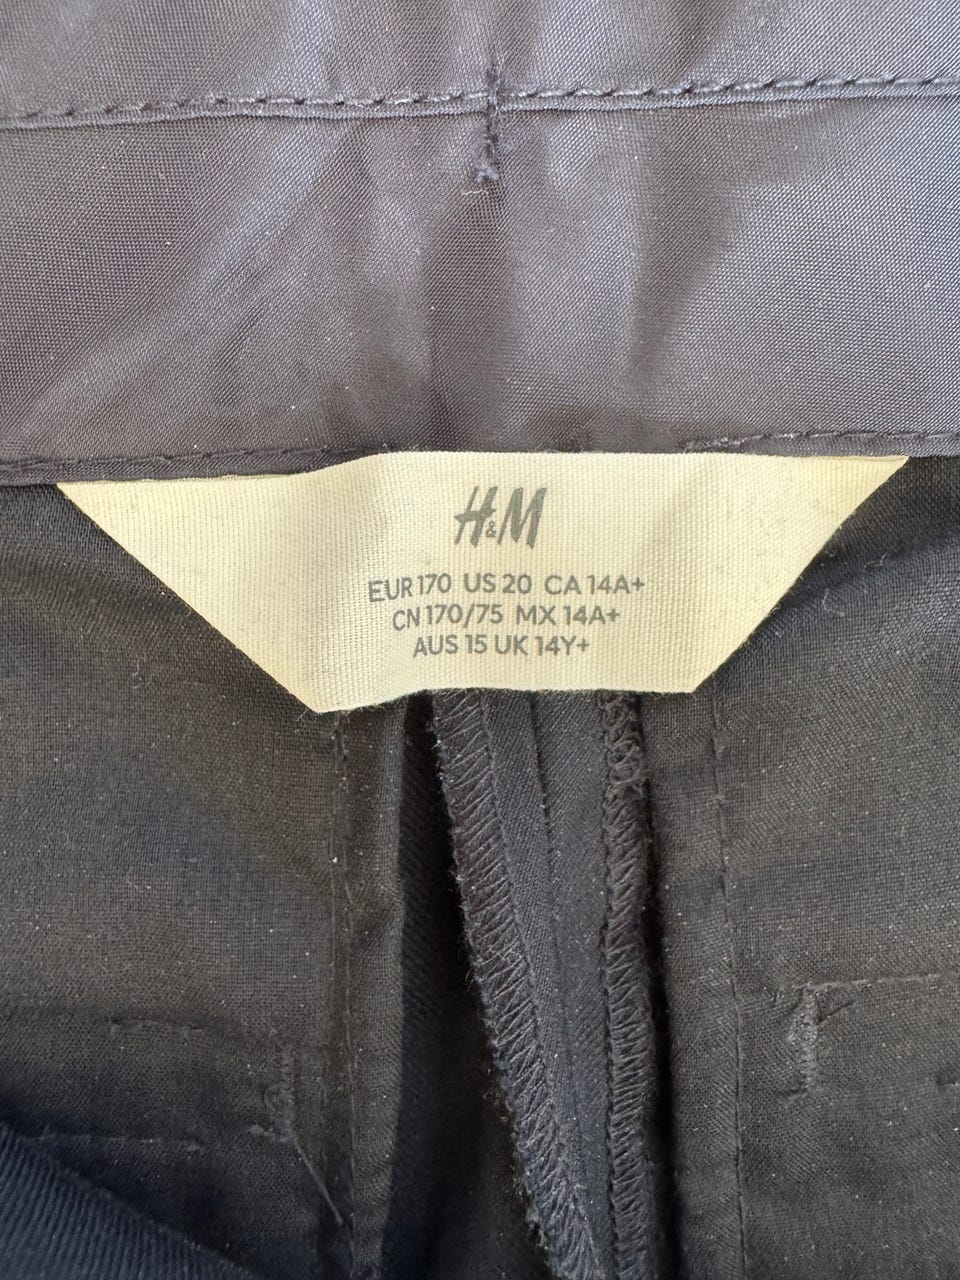 H&M
EUR 170 US 20 CA 14A+
CN 170/75 MX 14A+
AUS 15 UK 14Y+